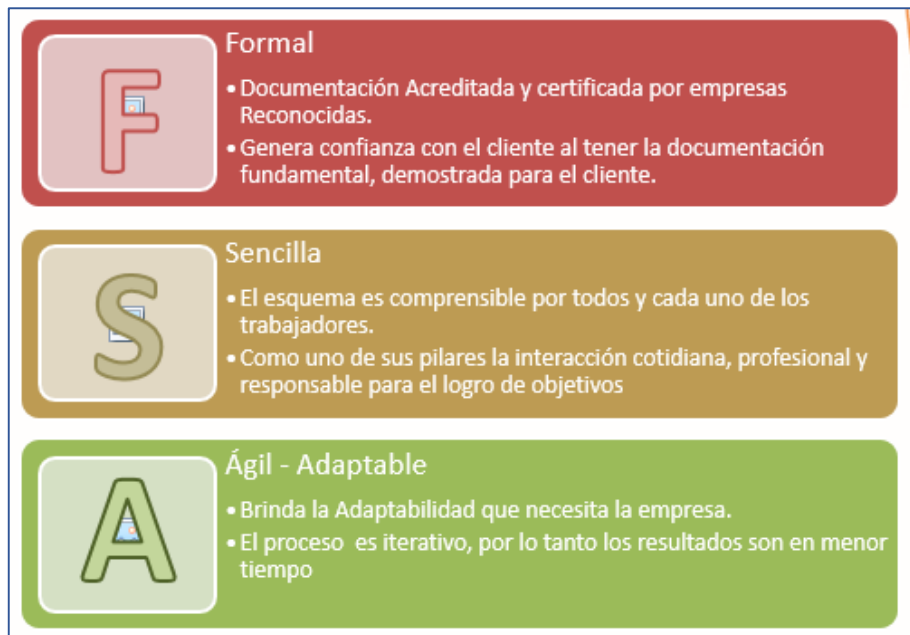 F
Formal
• Documentación Acreditada y certificada por empresas
Reconocidas.
• Genera confianza con el cliente al tener la documentación
fundamental, demostrada para el cliente.
S
Sencilla
• El esquema es comprensible por todos y cada uno de los
trabajadores.
• Como uno de sus pilares la interacción cotidiana, profesional y
responsable para el logro de objetivos
A
Ágil - Adaptable
• Brinda la Adaptabilidad que necesita la empresa.
• El proceso  es iterativo, por lo tanto los resultados son en menor
tiempo